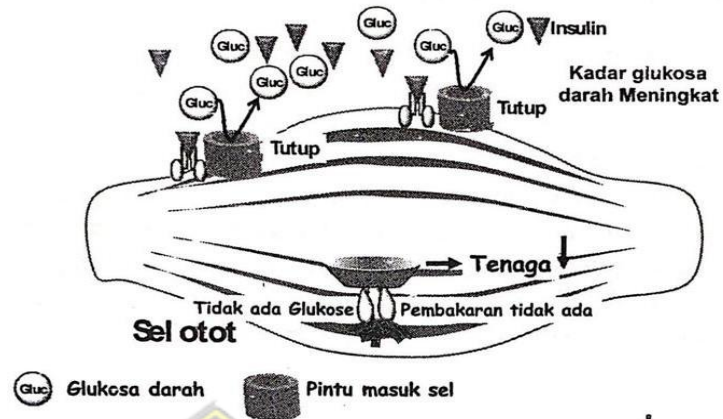 Gluc
Gluc
Gluc
Gluc
Gluc
Gluc
Gluc Insulin
Gluc
Kadar glukosa
darah Meningkat
Tutup
Tutup
Tenaga
Tidak ada Glukose
Pembakaran tidak ada
Sel otot
Gluc Glukosa darah
Pintu masuk sel